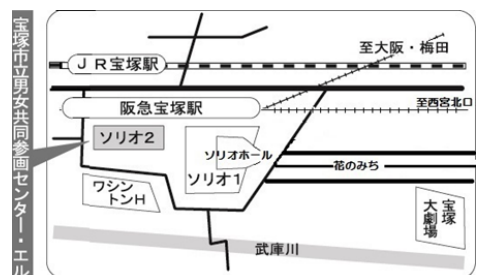 宝塚市立男女共同参画センター・エル
JR宝塚駅
至大阪・梅田
阪急宝塚駅
至西宮北口
ソリオ2
ソリオホール
ソリオ1
花のみち
ワシン
トンH
宝塚
大劇場
武庫川